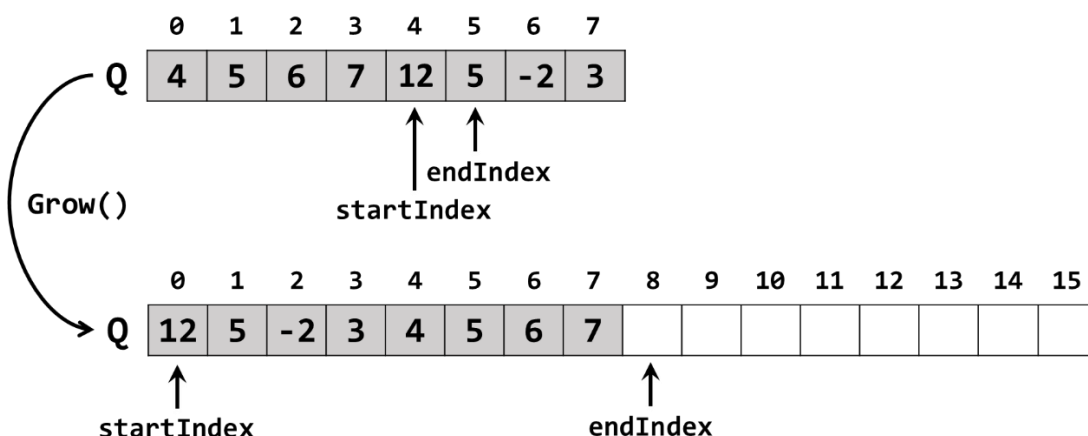 0 1 2 3 4 5 6 7
Q 4 5 6 7 12 5 -2 3
endIndex
startIndex
Grow()
0 1 2 3 4 5 6 7 8 9 10 11 12 13 14 15
Q 12 5 -2 3 4 5 6 7
startIndex endIndex